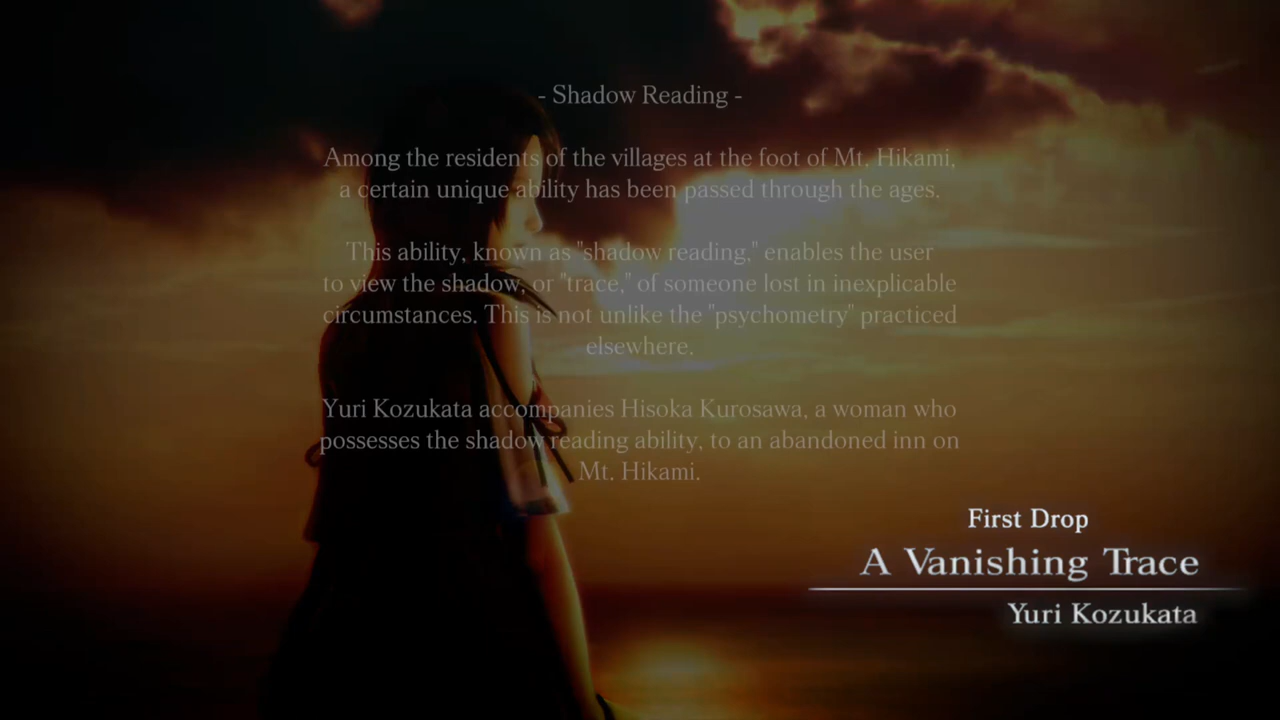 - Shadow Reading -
Among the residents of the villages at the foot of Mt. Hikami,
a certain unique ability has been passed through the ages.
This ability, known as "shadow reading," enables the user
to view the shadow, or "trace," of someone lost in inexplicable
circumstances. This is not unlike the "psychometry" practiced
elsewhere.
Yuri Kozukata accompanies Hisoka Kurosawa, a woman who
possesses the shadow reading ability, to an abandoned inn on
Mt. Hikami.
First Drop
A Vanishing Trace
Yuri Kozukata